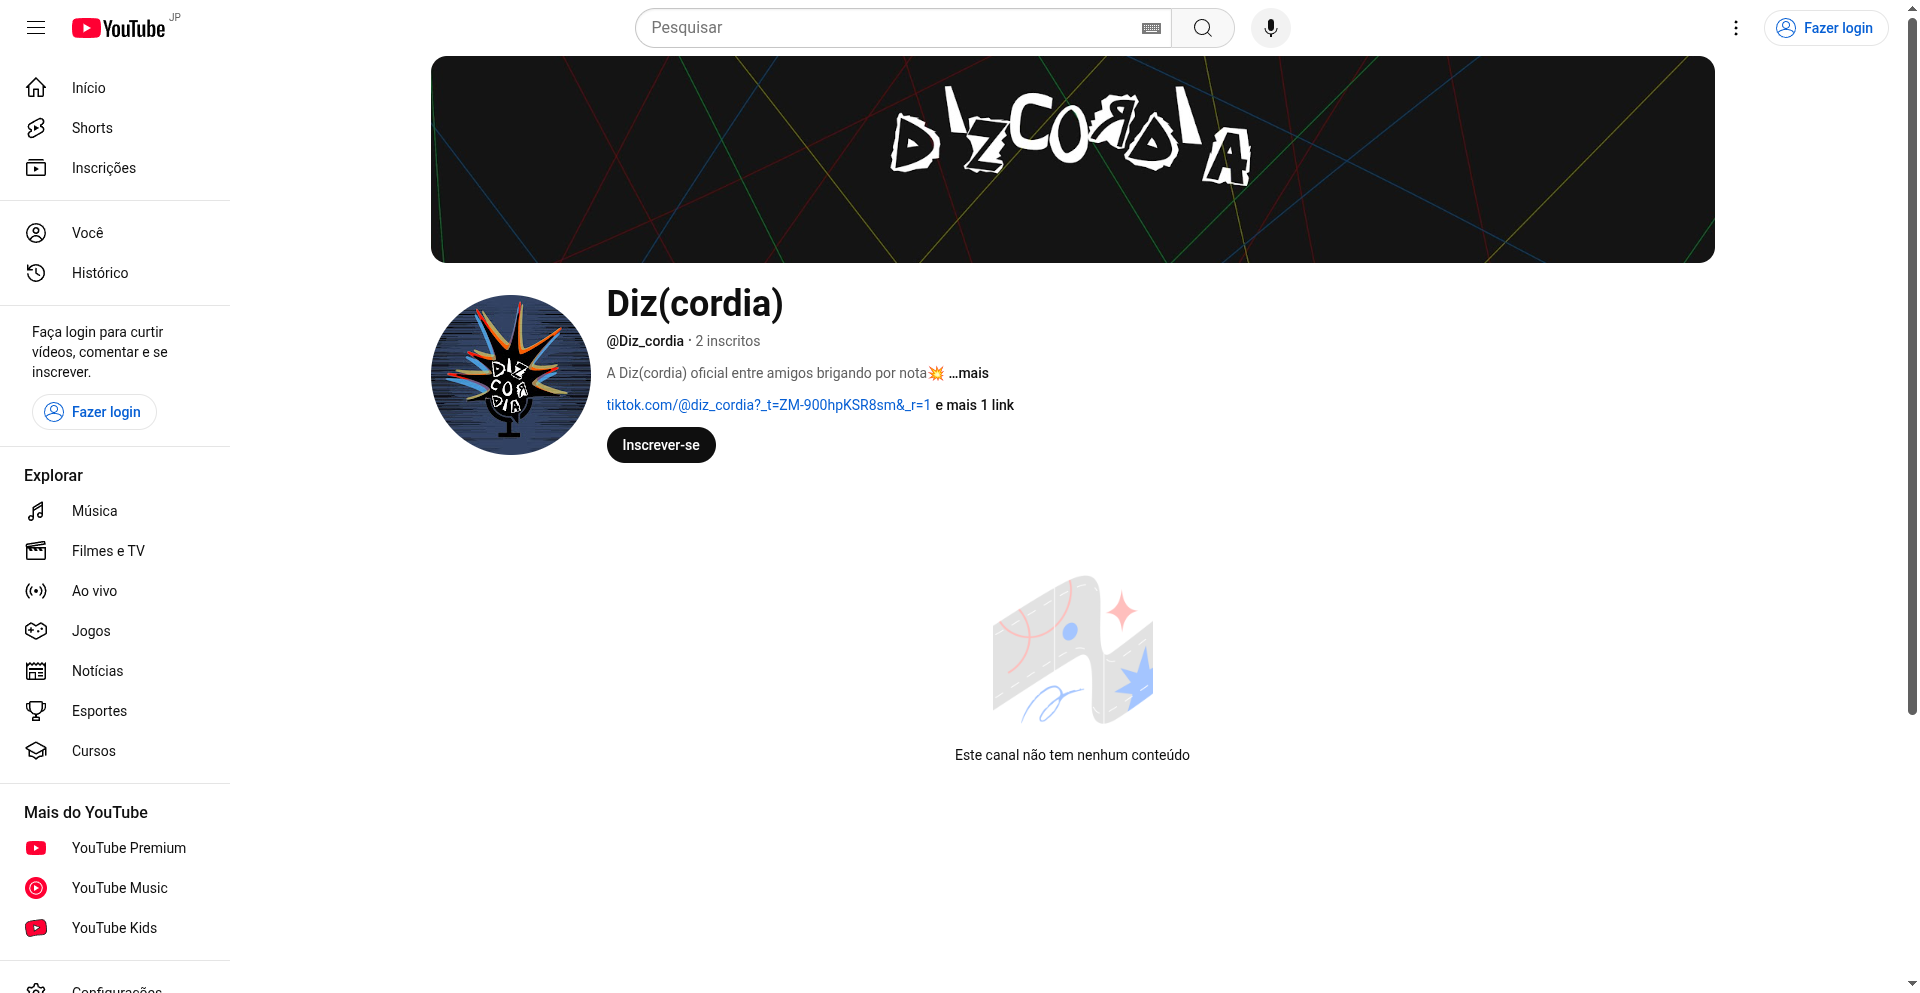 YouTube JP
Pesquisar
Fazer login
Início
Shorts
Inscrições
Você
Histórico
Faça login para curtir
vídeos, comentar e se
inscrever.
Fazer login
Explorar
Música
Filmes e TV
Ao vivo
Jogos
Notícias
Esportes
Cursos
Mais do YouTube
YouTube Premium
YouTube Music
YouTube Kids
Configurações
DIZCORDIA
DIZ
COR
DIA
Diz(cordia)
@Diz_cordia · 2 inscritos
A Diz(cordia) oficial entre amigos brigando por nota💥 ...mais
tiktok.com/@diz_cordia?_t=ZM-900hpKSR8sm&_r=1 e mais 1 link
Inscrever-se
Este canal não tem nenhum conteúdo